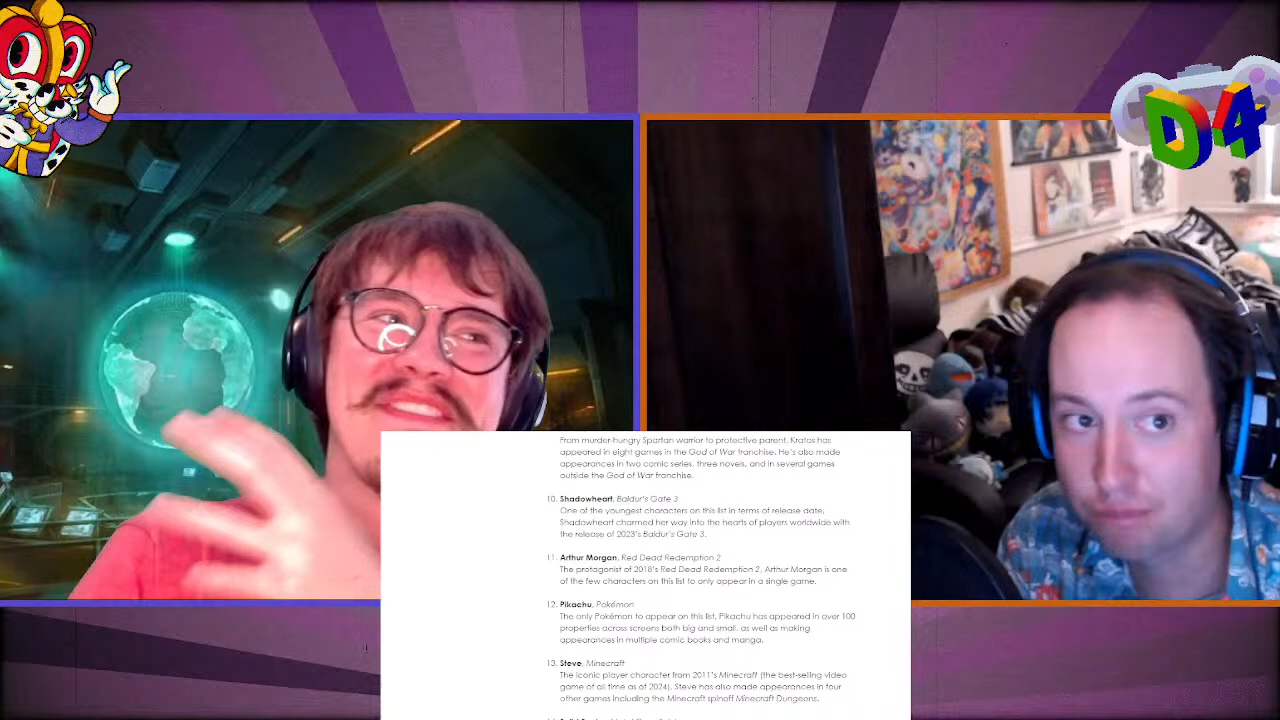 D4
From murder-hungry Spartan warrior to protective parent, Kratos has
appeared in eight games in the God of War franchise. He's also made
appearances in two comic series, three novels, and in several games
outside the God of War franchise.
10. Shadowheart, Baldur's Gate 3
One of the youngest characters on this list in terms of release date,
Shadowheart charmed her way into the hearts of players worldwide with
the release of 2023's Baldur's Gate 3.
11. Arthur Morgan, Red Dead Redemption 2
The protagonist of 2018's Red Dead Redemption 2, Arthur Morgan is one
of the few characters on this list to only appear in a single game.
12. Pikachu, Pokémon
The only Pokémon to appear on this list, Pikachu has appeared in over 100
properties across screens both big and small, as well as making
appearances in multiple comic books and manga.
13. Steve, Minecraft
The iconic player character from 2011's Minecraft (the best-selling video
game of all time as of 2024), Steve has also made appearances in four
other games including the Minecraft spinoff Minecraft Dungeons.